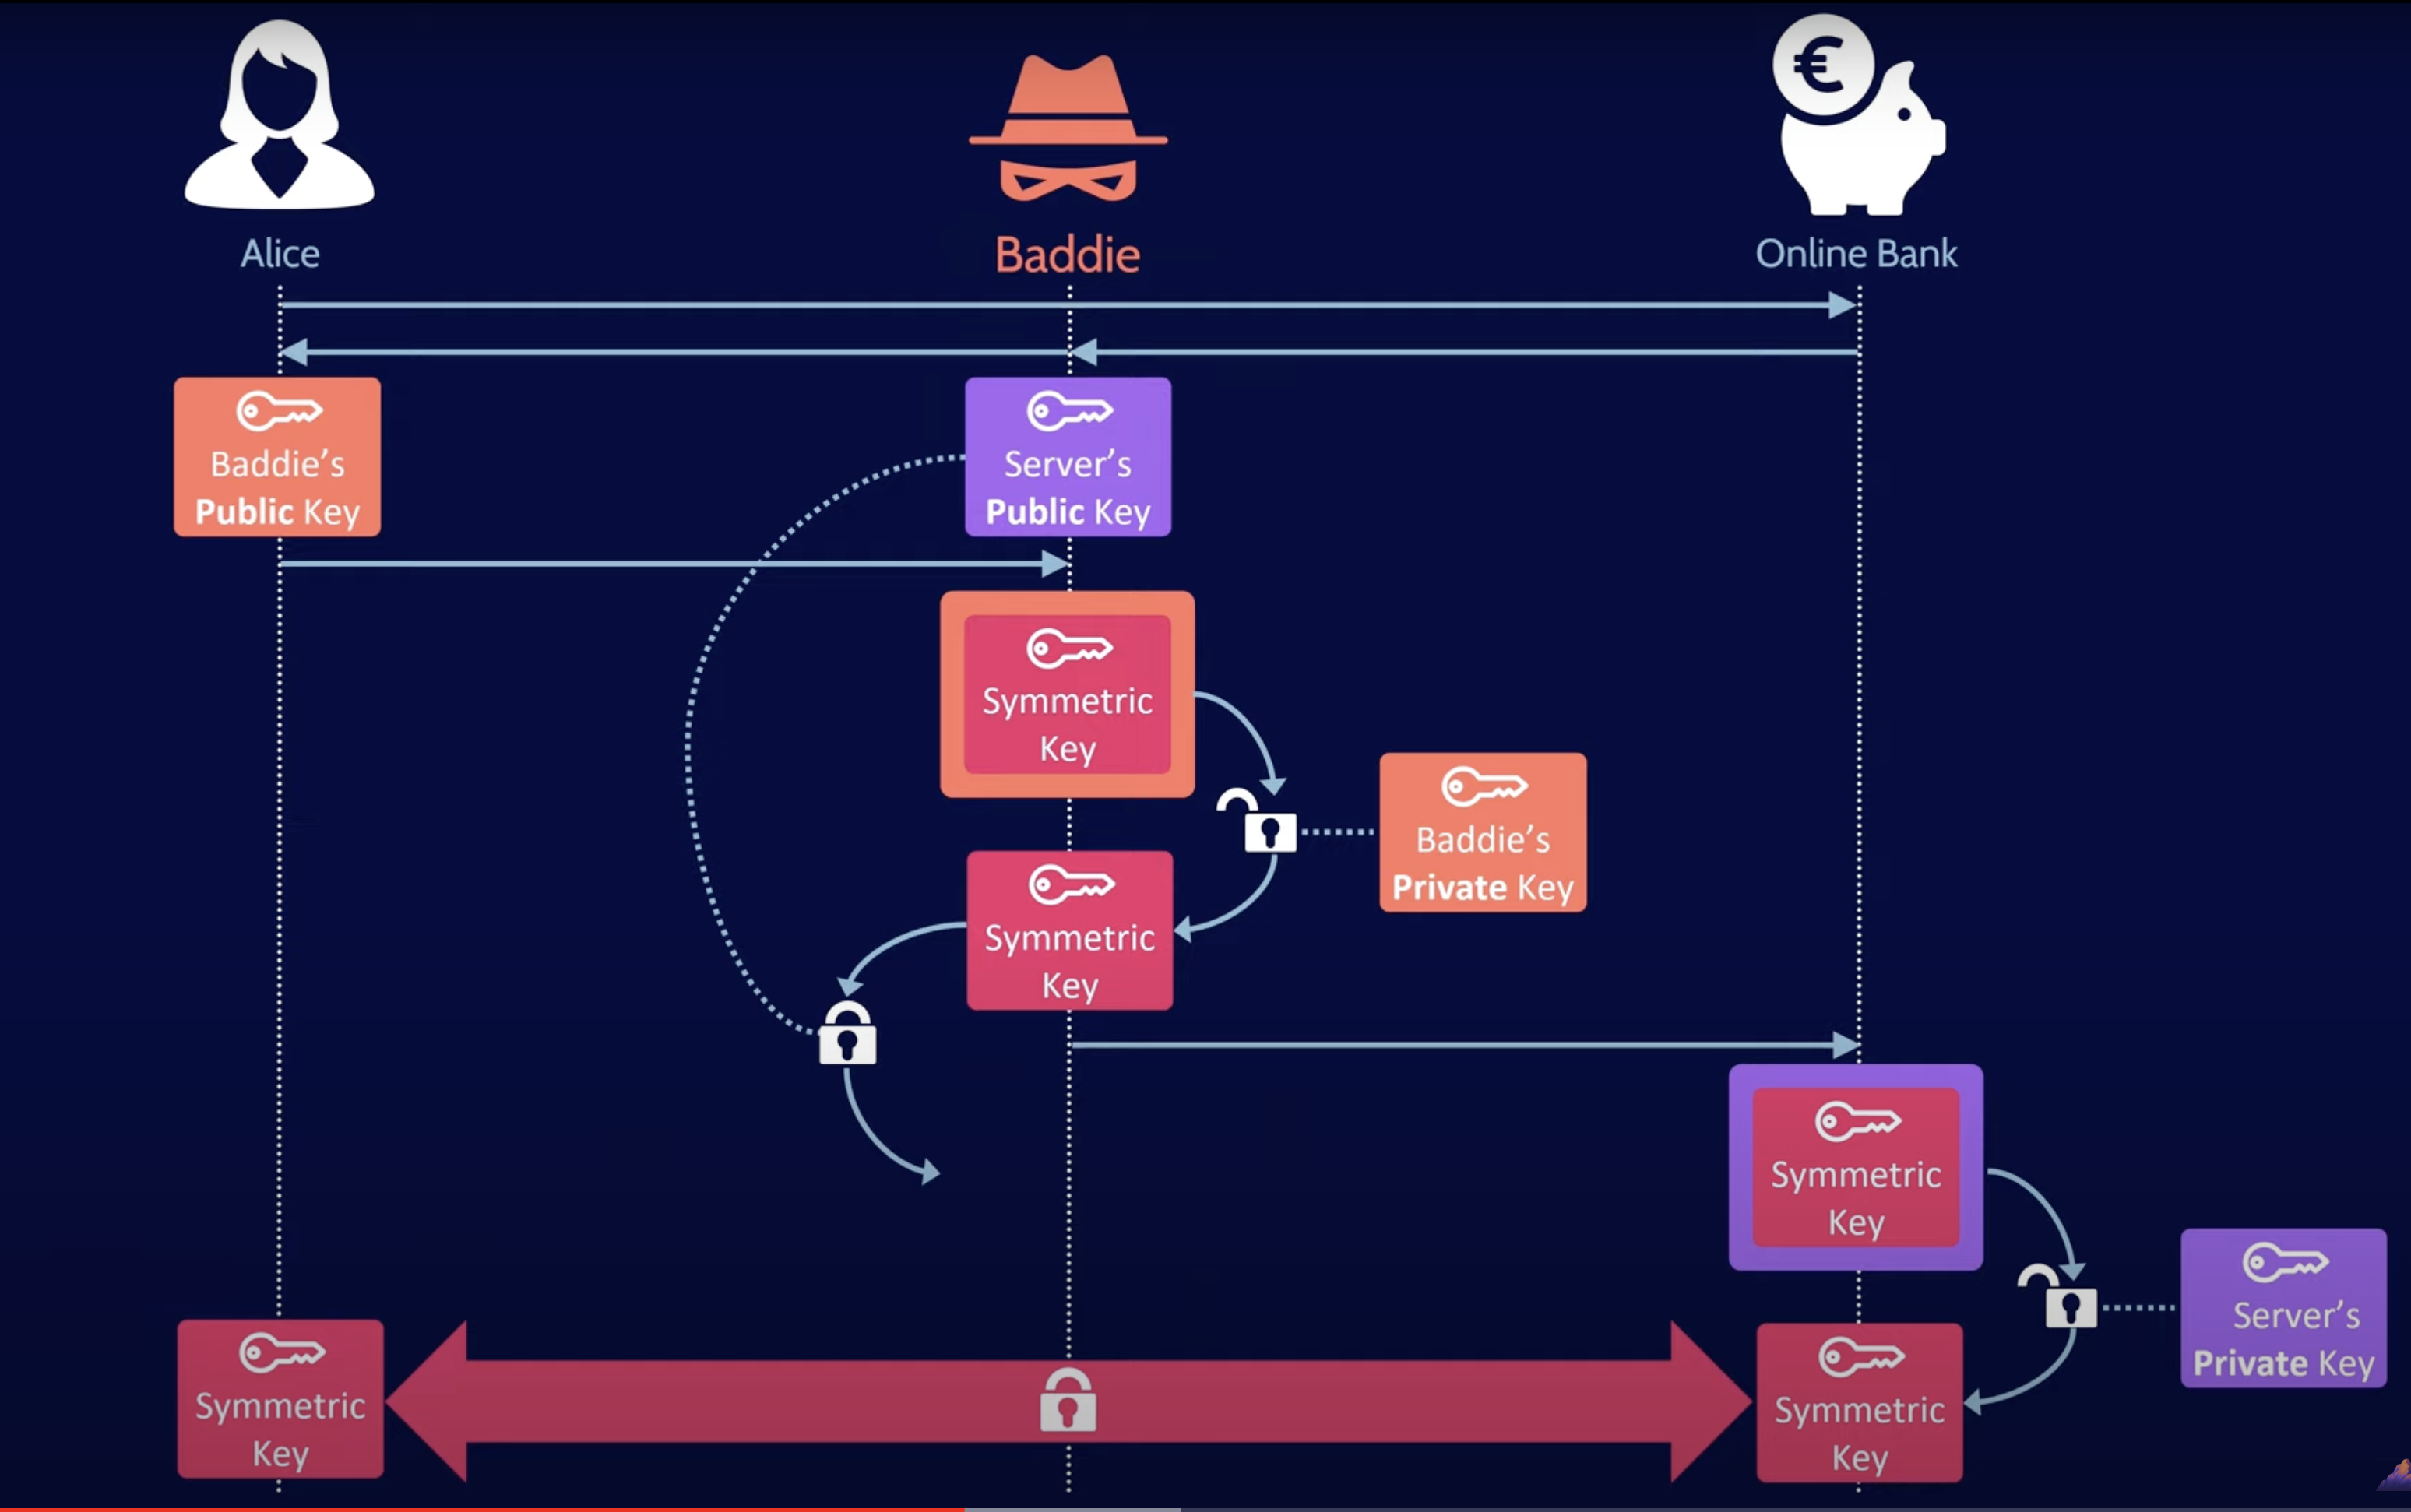 Alice
Baddie
€
Online Bank
Baddie's
Public Key
Server's
Public Key
Symmetric
Key
Baddie's
Private Key
Symmetric
Key
Symmetric
Key
Server's
Private Key
Symmetric
Key
Symmetric
Key